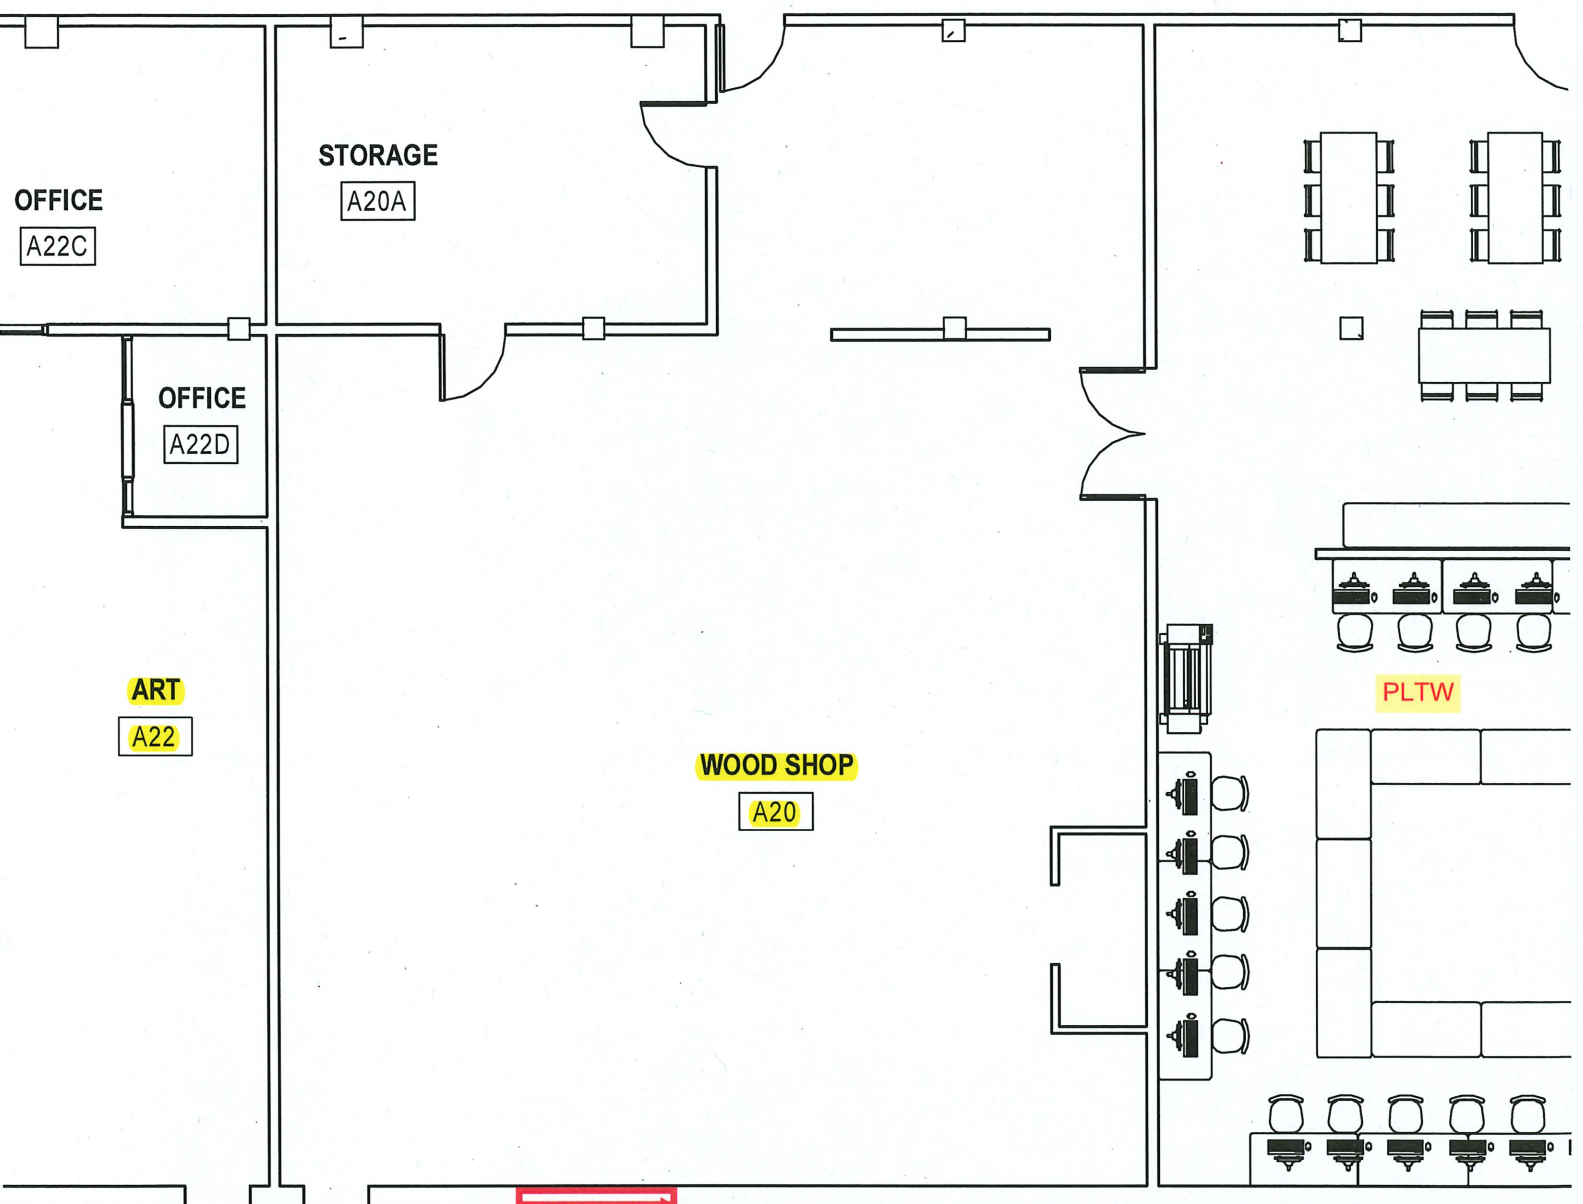 OFFICE
A22C
STORAGE
A20A
OFFICE
A22D
ART
A22
WOOD SHOP
A20
PLTW